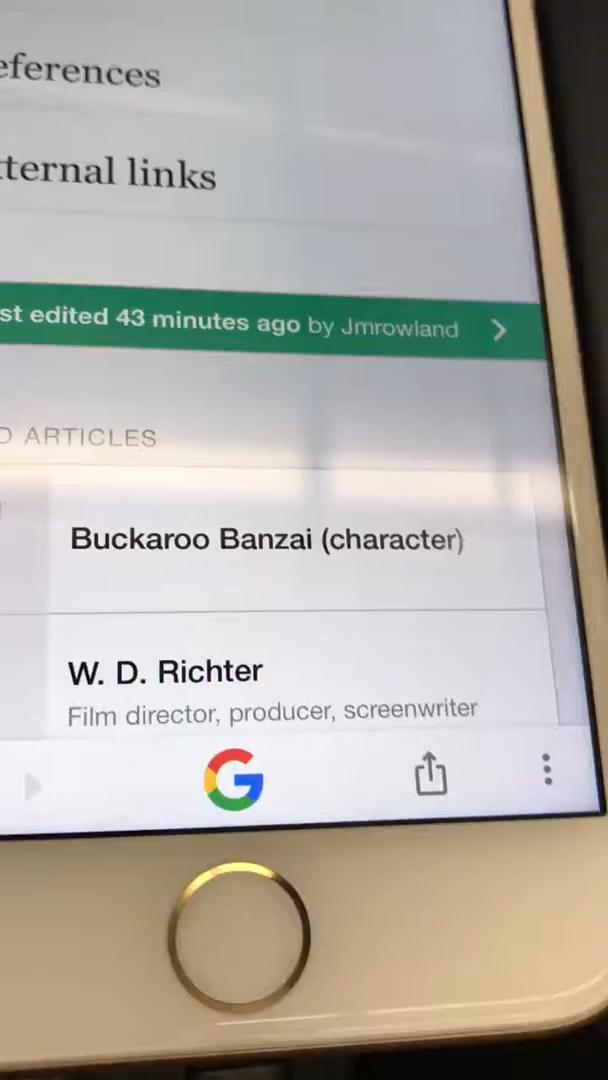 eferences
ternal links
st edited 43 minutes ago by Jmrowland
ARTICLES
Buckaroo Banzai (character)
W. D. Richter
Film director, producer, screenwriter
G